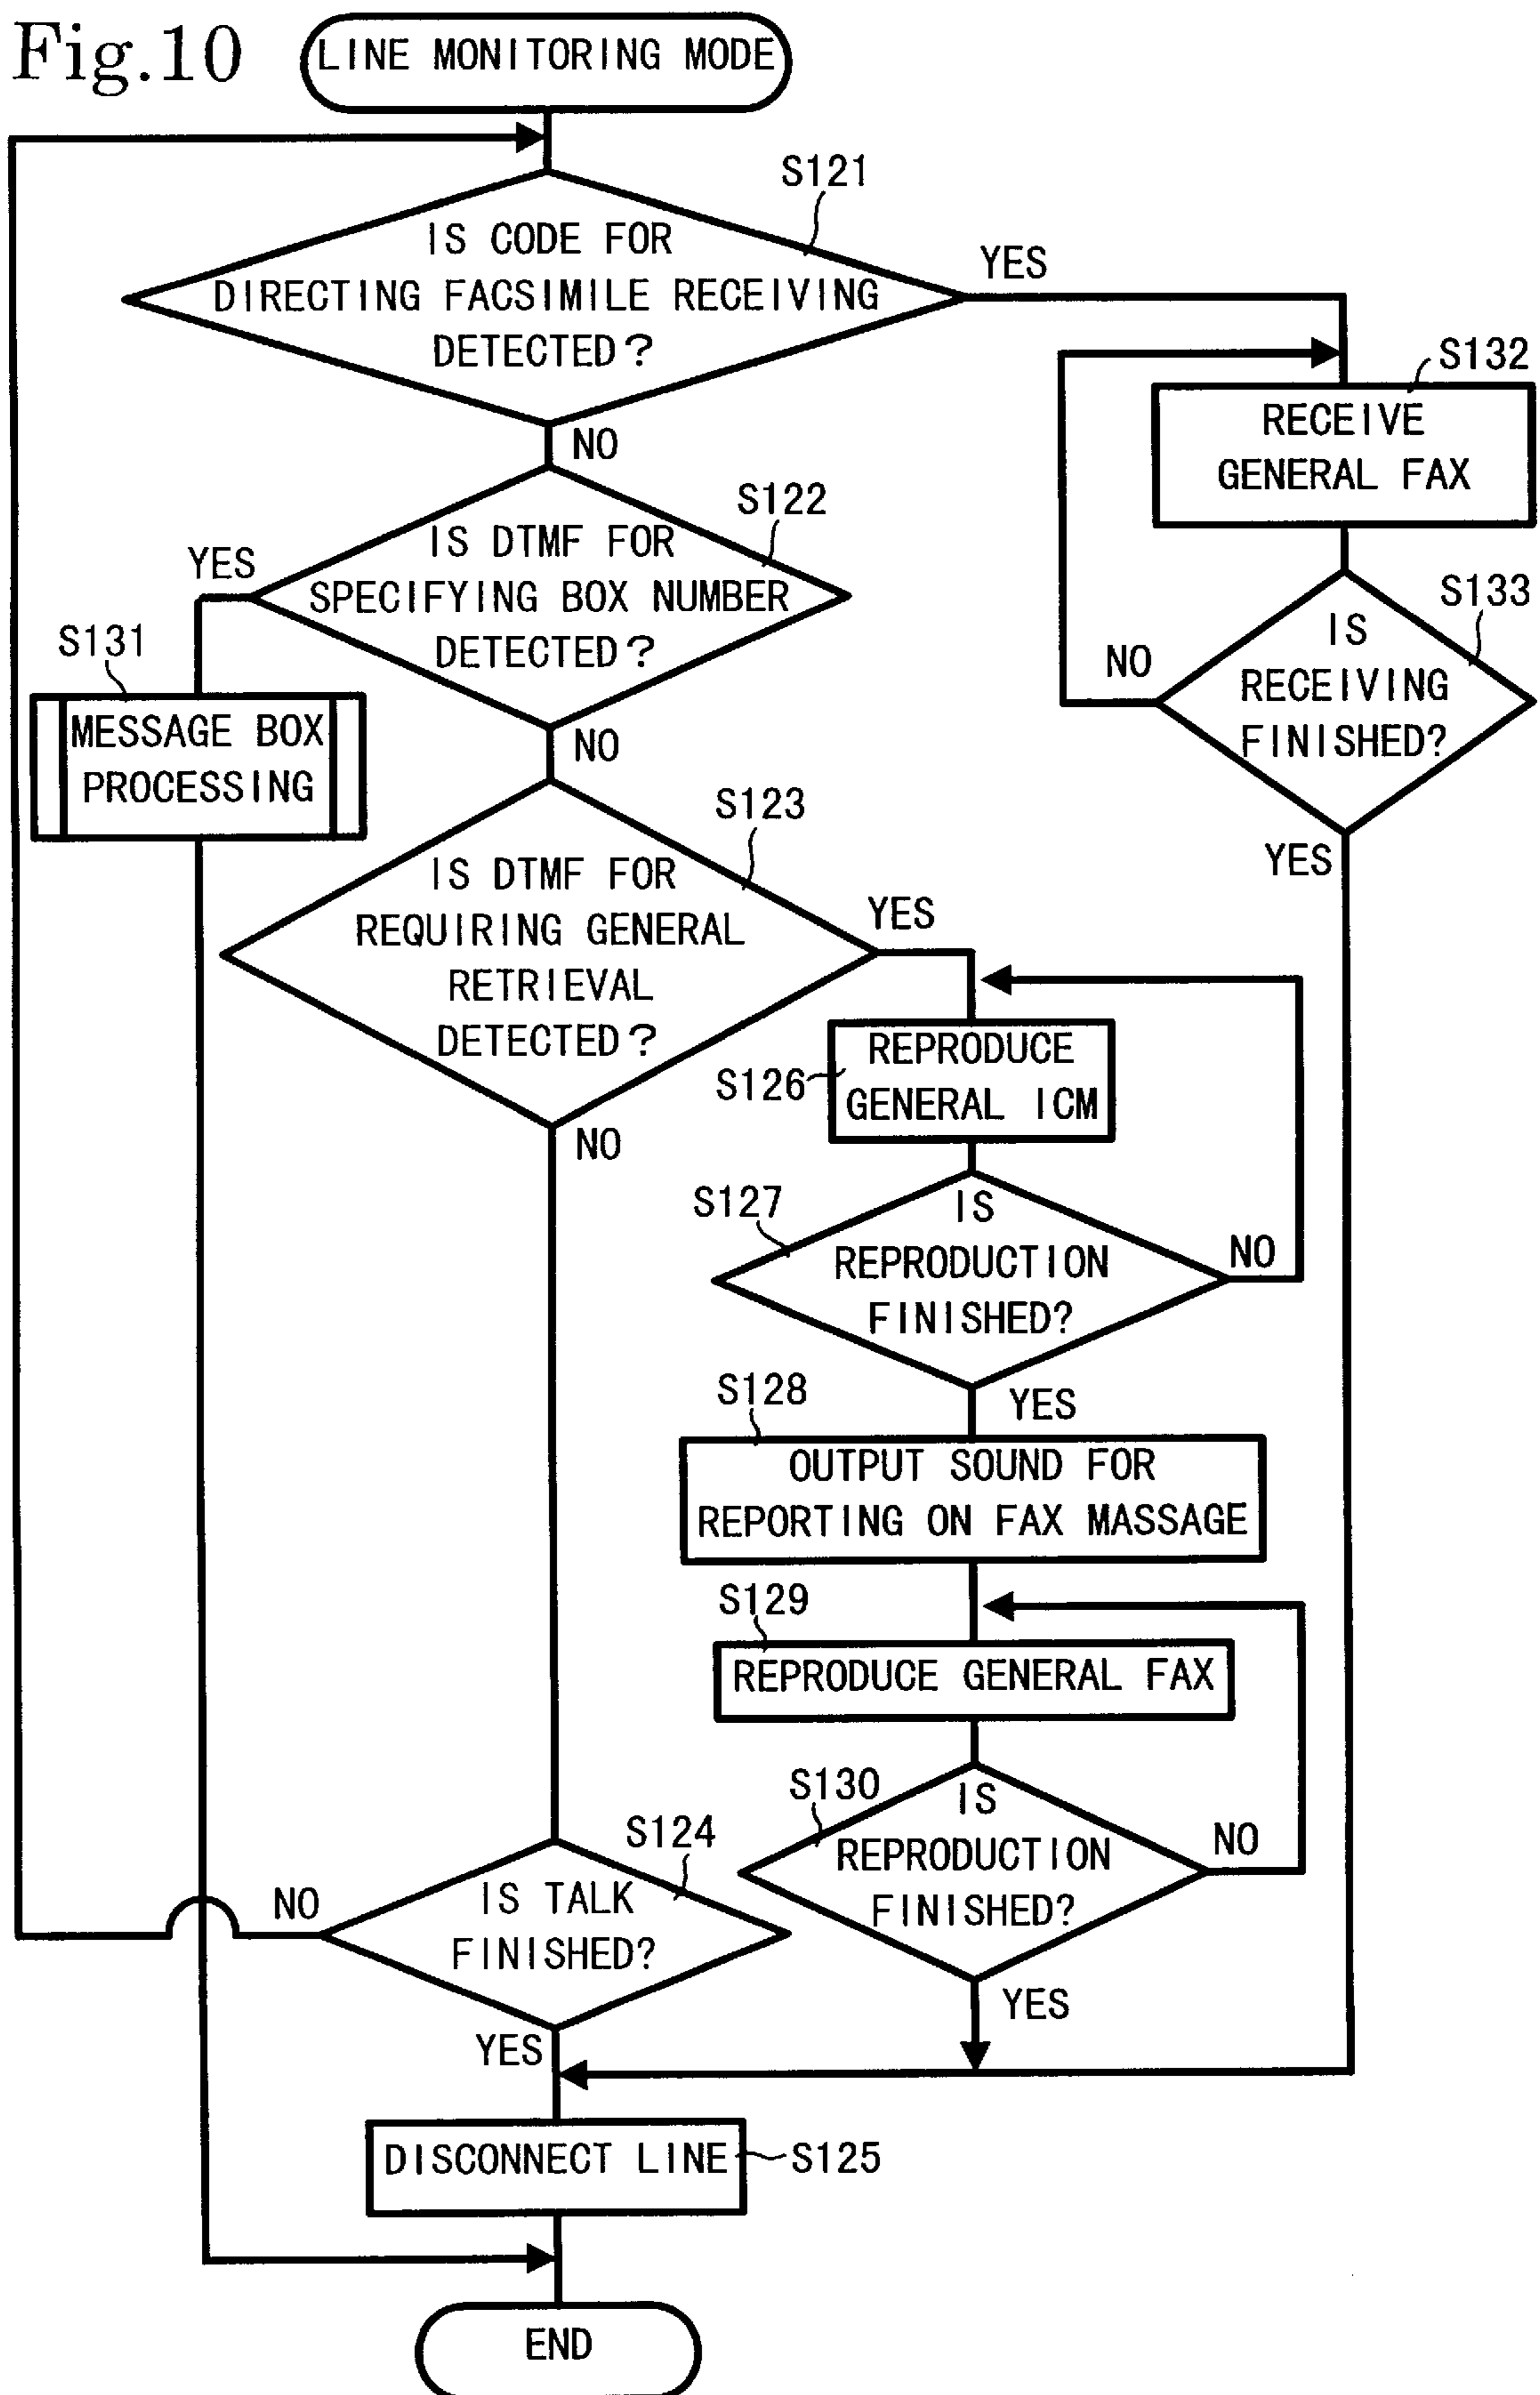 Fig.10
LINE MONITORING MODE
S121
IS CODE FOR
DIRECTING FACSIMILE RECEIVING
DETECTED?
YES
NO
S132
RECEIVE
GENERAL FAX
S133
IS
RECEIVING
FINISHED?
NO
YES
S122
IS DTMF FOR
SPECIFYING BOX NUMBER
DETECTED?
YES
NO
S131
MESSAGE BOX
PROCESSING
S123
IS DTMF FOR
REQUIRING GENERAL
RETRIEVAL
DETECTED?
YES
NO
S126
REPRODUCE
GENERAL ICM
S127
IS
REPRODUCTION
FINISHED?
NO
YES
S128
OUTPUT SOUND FOR
REPORTING ON FAX MASSAGE
S129
REPRODUCE GENERAL FAX
S130
IS
REPRODUCTION
FINISHED?
NO
YES
S124
IS TALK
FINISHED?
NO
YES
DISCONNECT LINE
S125
END